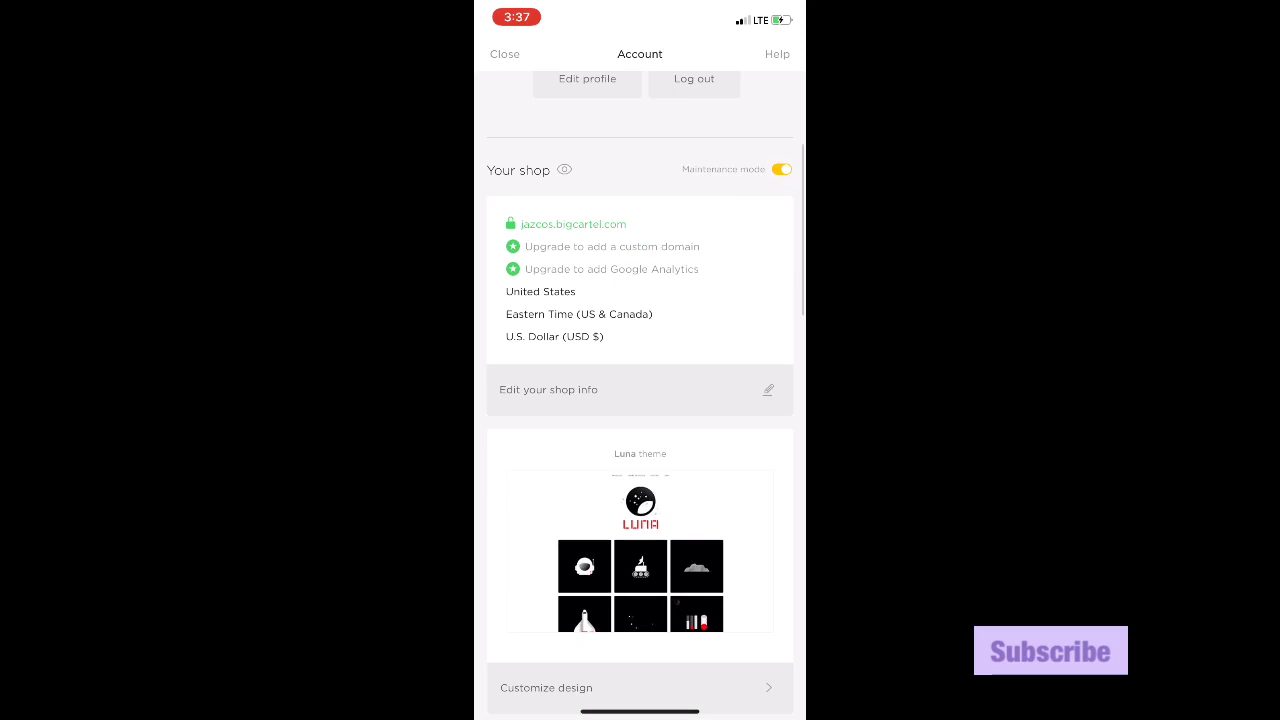 3:37
LTE
Close
Account
Help
Edit profile
Log out
Your shop
Maintenance mode
jazcos.bigcartel.com
Upgrade to add a custom domain
Upgrade to add Google Analytics
United States
Eastern Time (US & Canada)
U.S. Dollar (USD $)
Edit your shop info
Luna theme
LUNA
Customize design
Subscribe